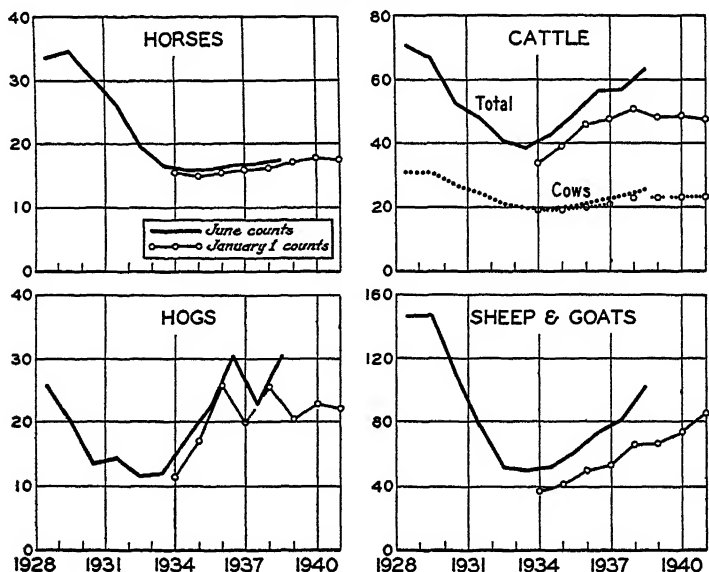 HORSES
40
30
20
10
0
June counts
January 1 counts
CATTLE
80
60
40
20
0
Total
Cows
HOGS
40
30
20
10
0
1928 1931 1934 1937 1940
SHEEP & GOATS
160
120
80
40
0
1928 1931 1934 1937 1940